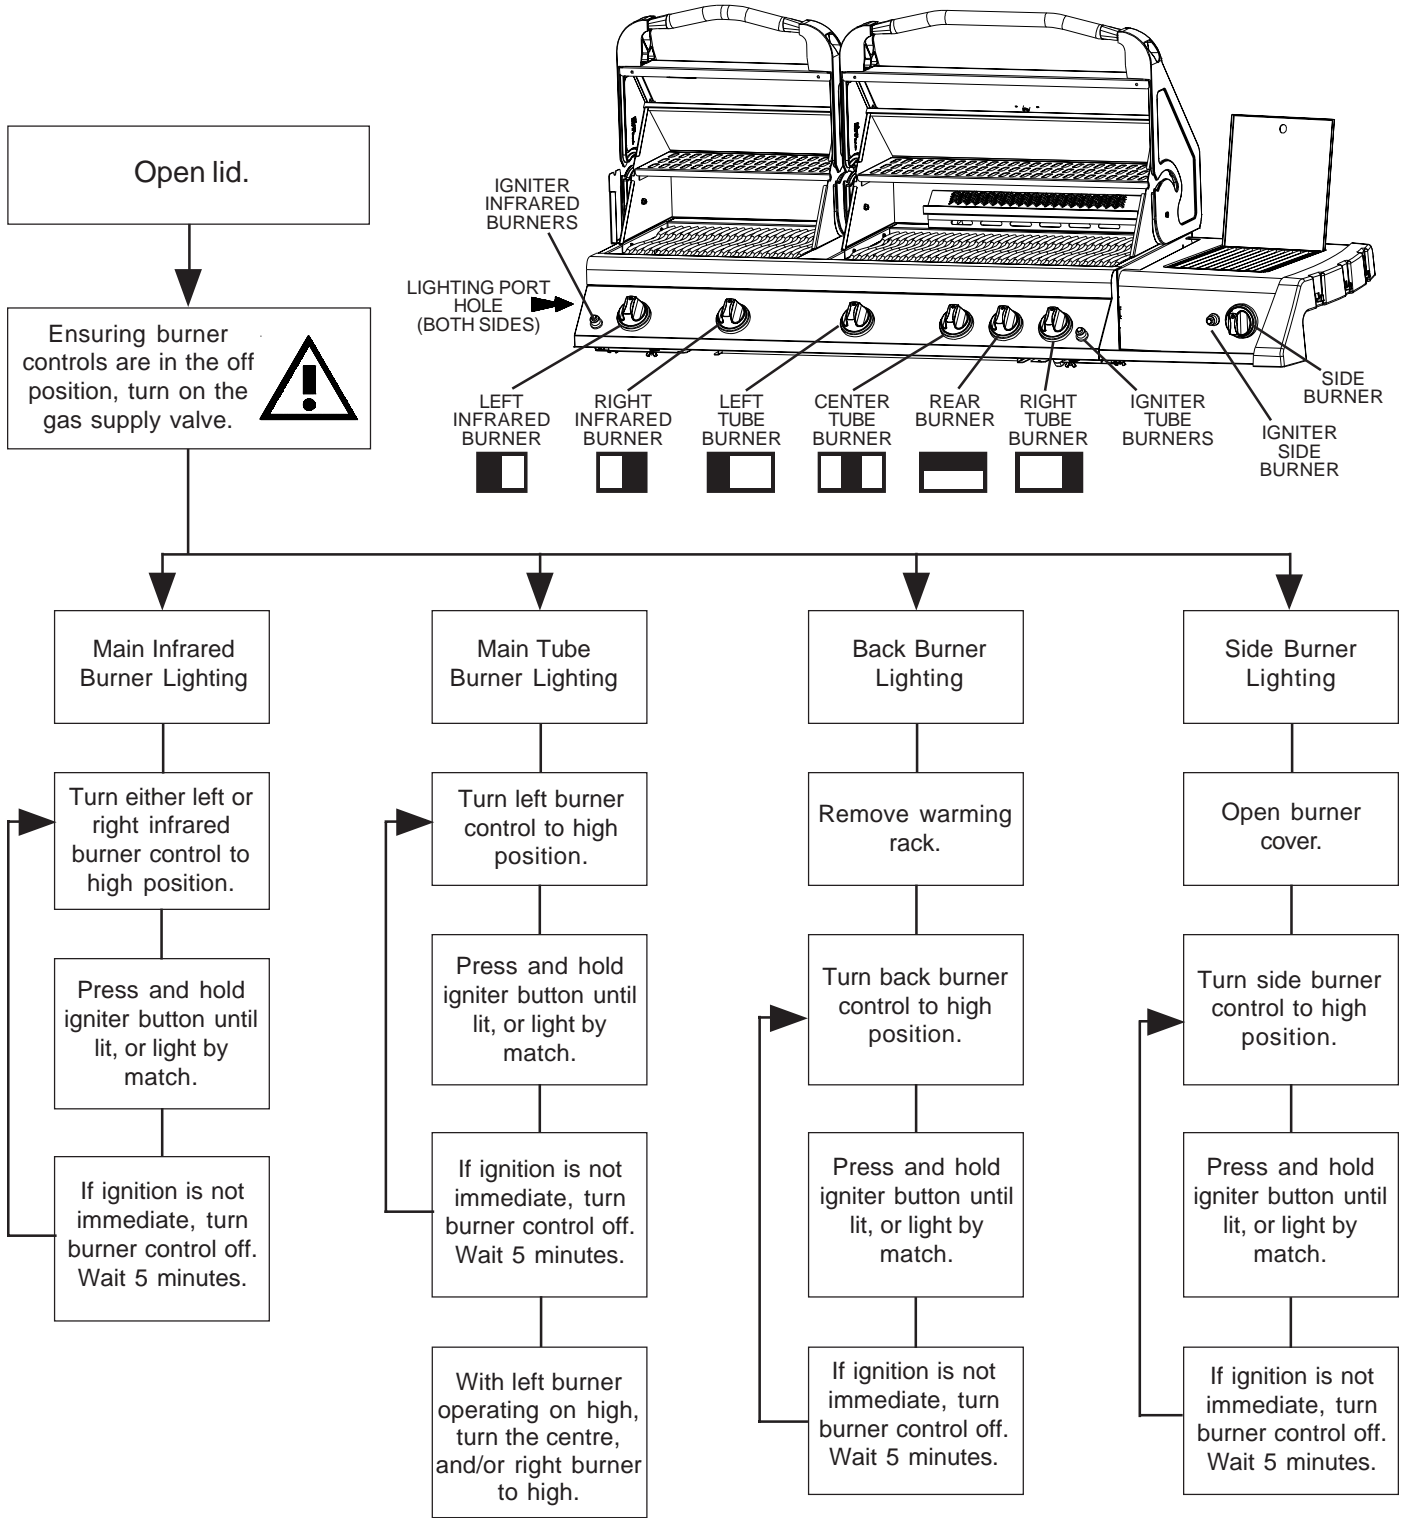 Open lid.
Ensuring burner
controls are in the off
position, turn on the
gas supply valve.
IGNITER
INFRARED
BURNERS
LIGHTING PORT
HOLE
(BOTH SIDES)
LEFT
INFRARED
BURNER
RIGHT
INFRARED
BURNER
LEFT
TUBE
BURNER
CENTER
TUBE
BURNER
REAR
BURNER
RIGHT
TUBE
BURNER
IGNITER
TUBE
BURNERS
IGNITER
SIDE
BURNER
SIDE
BURNER
Main Infrared
Burner Lighting
Turn either left or
right infrared
burner control to
high position.
Press and hold
igniter button until
lit, or light by
match.
If ignition is not
immediate, turn
burner control off.
Wait 5 minutes.
Main Tube
Burner Lighting
Turn left burner
control to high
position.
Press and hold
igniter button until
lit, or light by
match.
If ignition is not
immediate, turn
burner control off.
Wait 5 minutes.
With left burner
operating on high,
turn the centre,
and/or right burner
to high.
Back Burner
Lighting
Remove warming
rack.
Turn back burner
control to high
position.
Press and hold
igniter button until
lit, or light by
match.
If ignition is not
immediate, turn
burner control off.
Wait 5 minutes.
Side Burner
Lighting
Open burner
cover.
Turn side burner
control to high
position.
Press and hold
igniter button until
lit, or light by
match.
If ignition is not
immediate, turn
burner control off.
Wait 5 minutes.